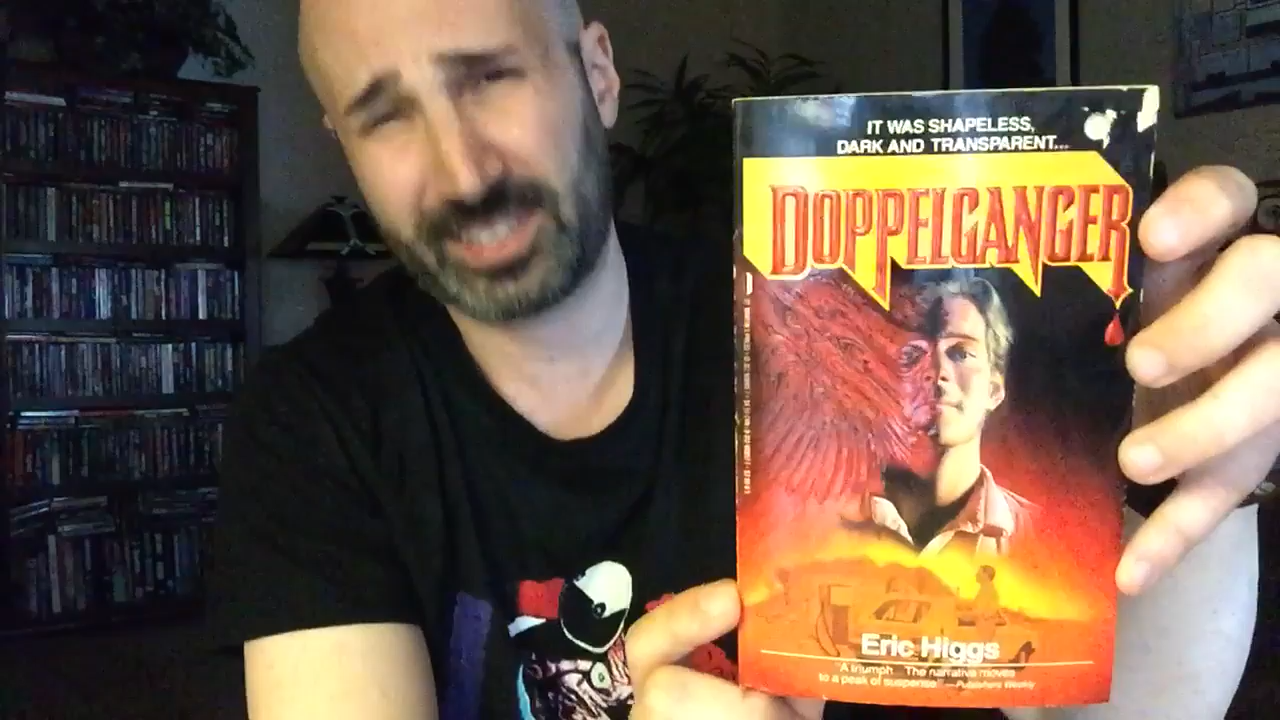 IT WAS SHAPELESS,
DARK AND TRANSPARENT...
DOPPELGANGER
Eric Higgs
"A triumph The narrative moves
to a peak of suspense" —Publishers Weekly